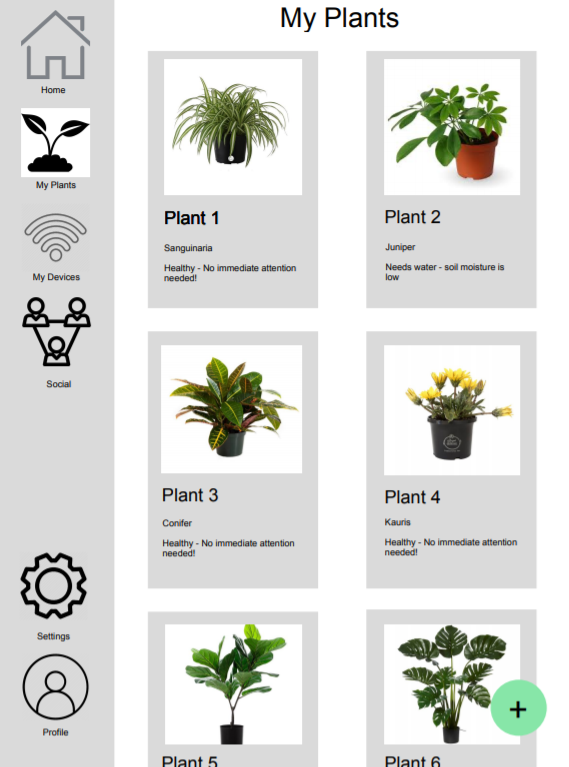 My Plants
Home
My Plants
My Devices
Social
Settings
Profile
Plant 1
Sanguinaria
Healthy - No immediate attention
needed!
Plant 2
Juniper
Needs water - soil moisture is
low
Plant 3
Conifer
Healthy - No immediate attention
needed!
Plant 4
Kauris
Healthy - No immediate attention
needed!
Plant 5
Plant 6
+